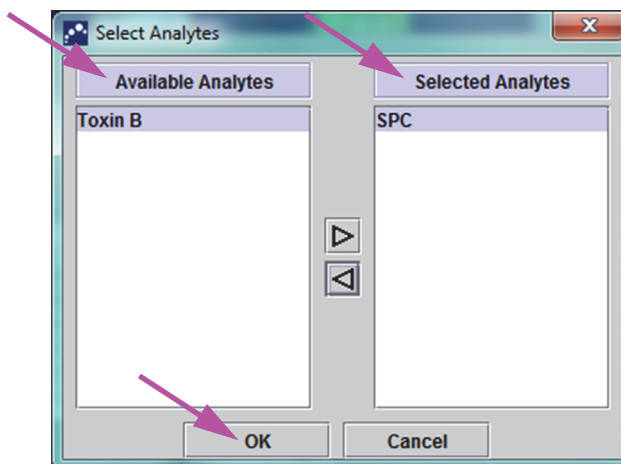 Select Analytes
Available Analytes
Selected Analytes
Toxin B
SPC
OK
Cancel